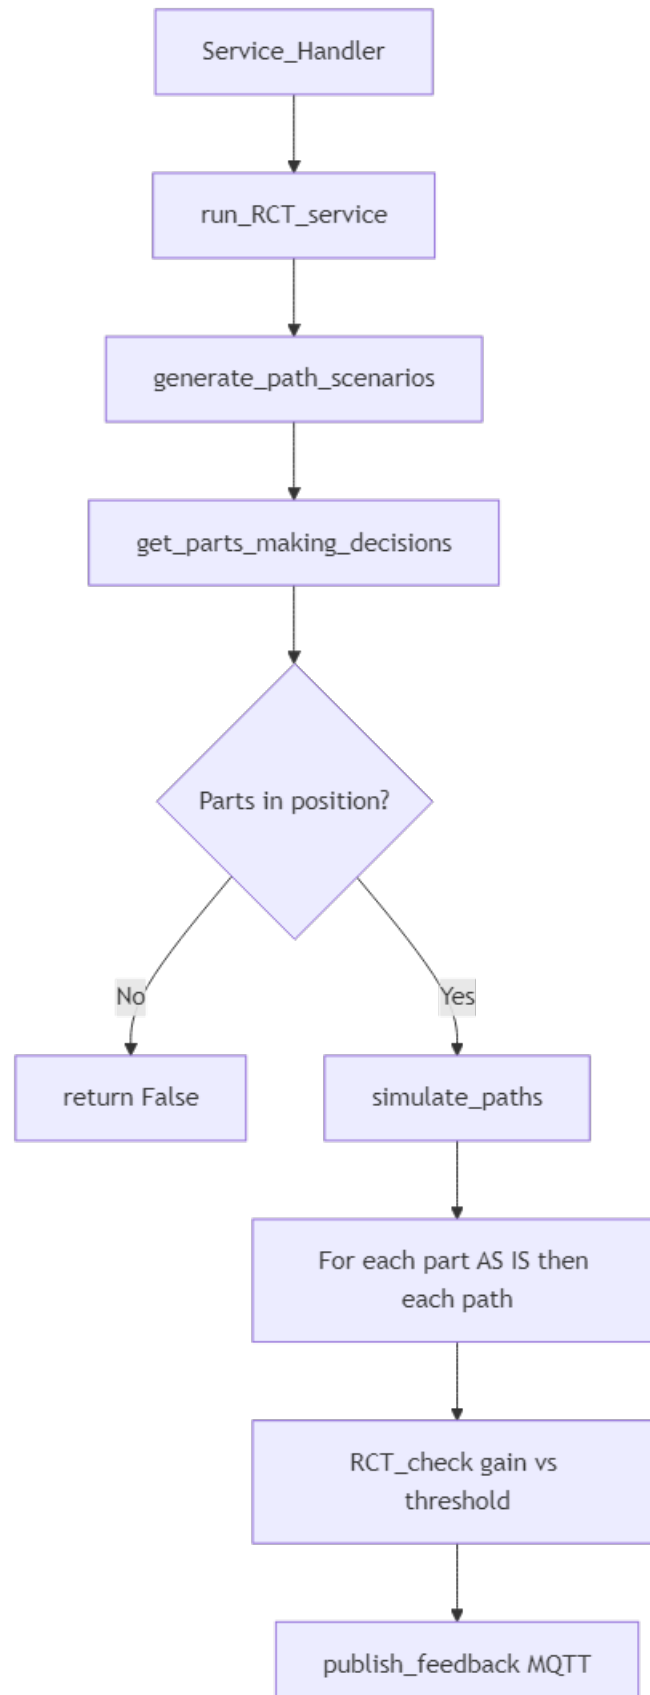 Service_Handler
run_RCT_service
generate_path_scenarios
get_parts_making_decisions
Parts in position?
No
Yes
return False
simulate_paths
For each part AS IS then
each path
RCT_check gain vs
threshold
publish_feedback MQTT